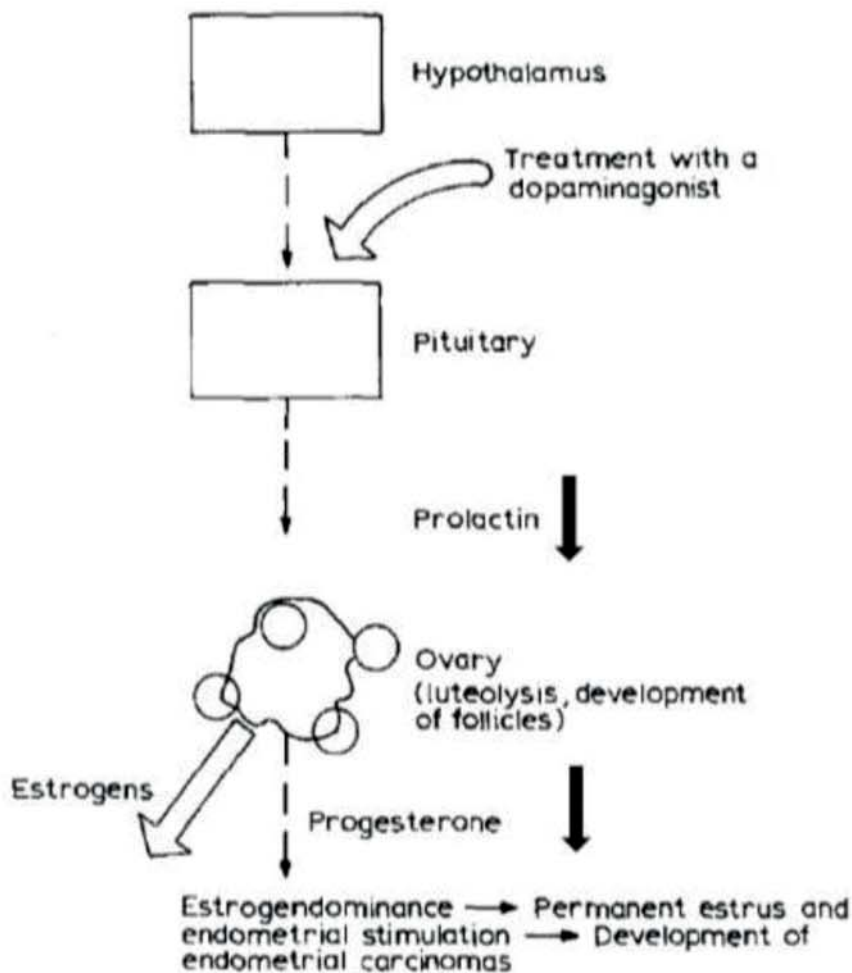 Hypothalamus
Treatment with a
dopaminagonist
Pituitary
Prolactin
Ovary
(luteolysis, development
of follicles)
Estrogens
Progesterone
Estrogendominance → Permanent estrus and
endometrial stimulation → Development of
endometrial carcinomas